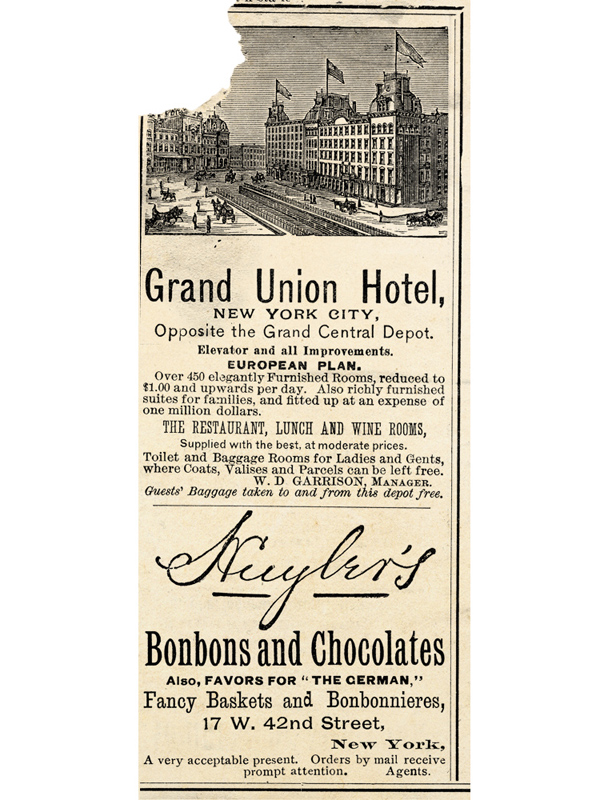 Grand Union Hotel,
NEW YORK CITY,
Opposite the Grand Central Depot.
Elevator and all Improvements.
EUROPEAN PLAN.
Over 450 elegantly Furnished Rooms, reduced to
$1.00 and upwards per day. Also richly furnished
suites for families, and fitted up at an expense of
one million dollars.
THE RESTAURANT, LUNCH AND WINE ROOMS,
Supplied with the best, at moderate prices.
Toilet and Baggage Rooms for Ladies and Gents,
where Coats, Valises and Parcels can be left free.
W. D GARRISON, MANAGER.
Guests' Baggage taken to and from this depot free.
Huyler's
Bonbons and Chocolates
Also, FAVORS FOR "THE GERMAN,"
Fancy Baskets and Bonbonnieres,
17 W. 42nd Street,
New York,
A very acceptable present. Orders by mail receive
prompt attention. Agents.